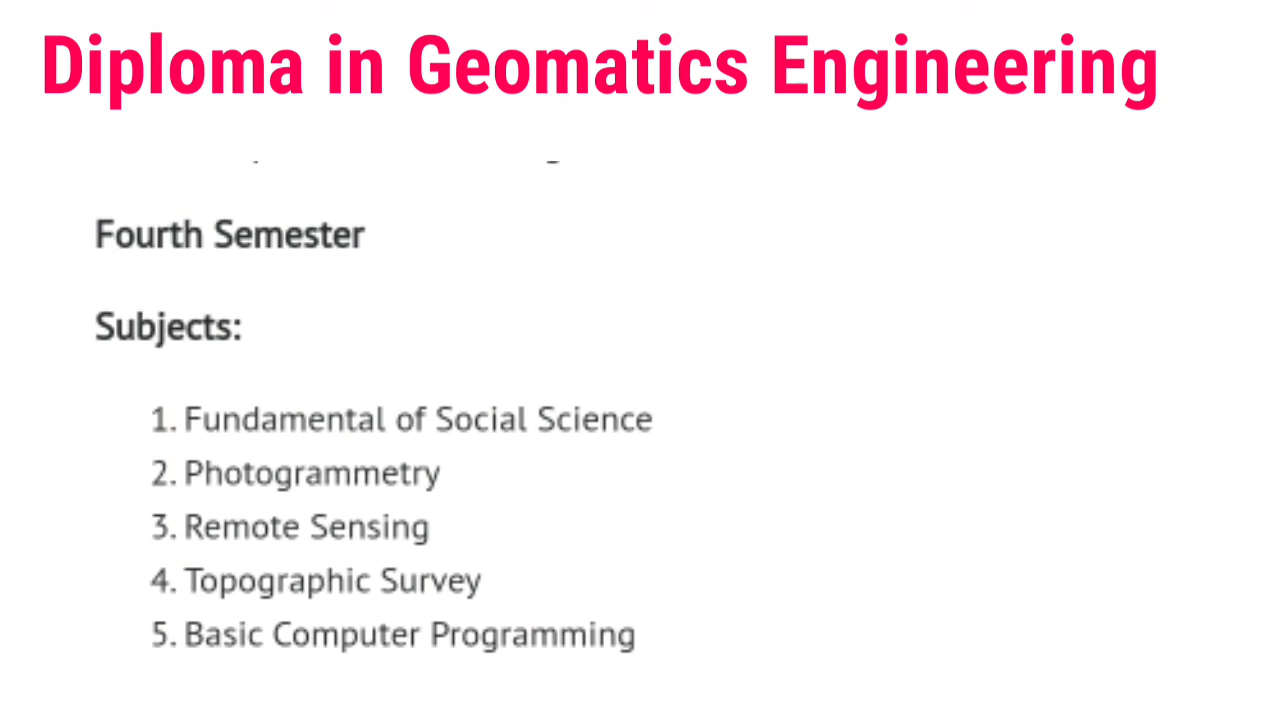 Diploma in Geomatics Engineering
Fourth Semester
Subjects:
1. Fundamental of Social Science
2. Photogrammetry
3. Remote Sensing
4. Topographic Survey
5. Basic Computer Programming